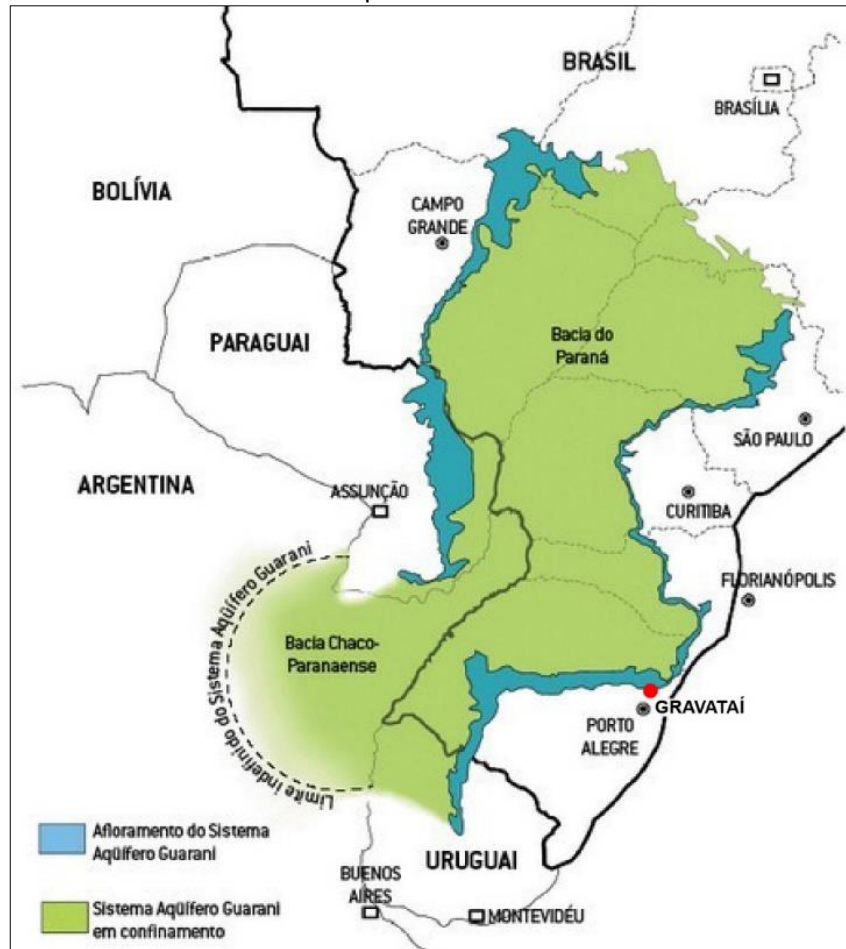 BRASIL
BRASÍLIA
BOLÍVIA
CAMPO
GRANDE
PARAGUAI
Bacia do
Paraná
SÃO PAULO
ARGENTINA
ASSUNÇÃO
CURITIBA
FLORIANÓPOLIS
Limite indefinido do Sistema Aqüífero Guarani
Bacia Chaco-
Paranaense
GRAVATAÍ
PORTO
ALEGRE
Afloramento do Sistema
Aqüífero Guarani
URUGUAI
BUENOS
AIRES
MONTEVIDÉU
Sistema Aqüífero Guarani
em confinamento